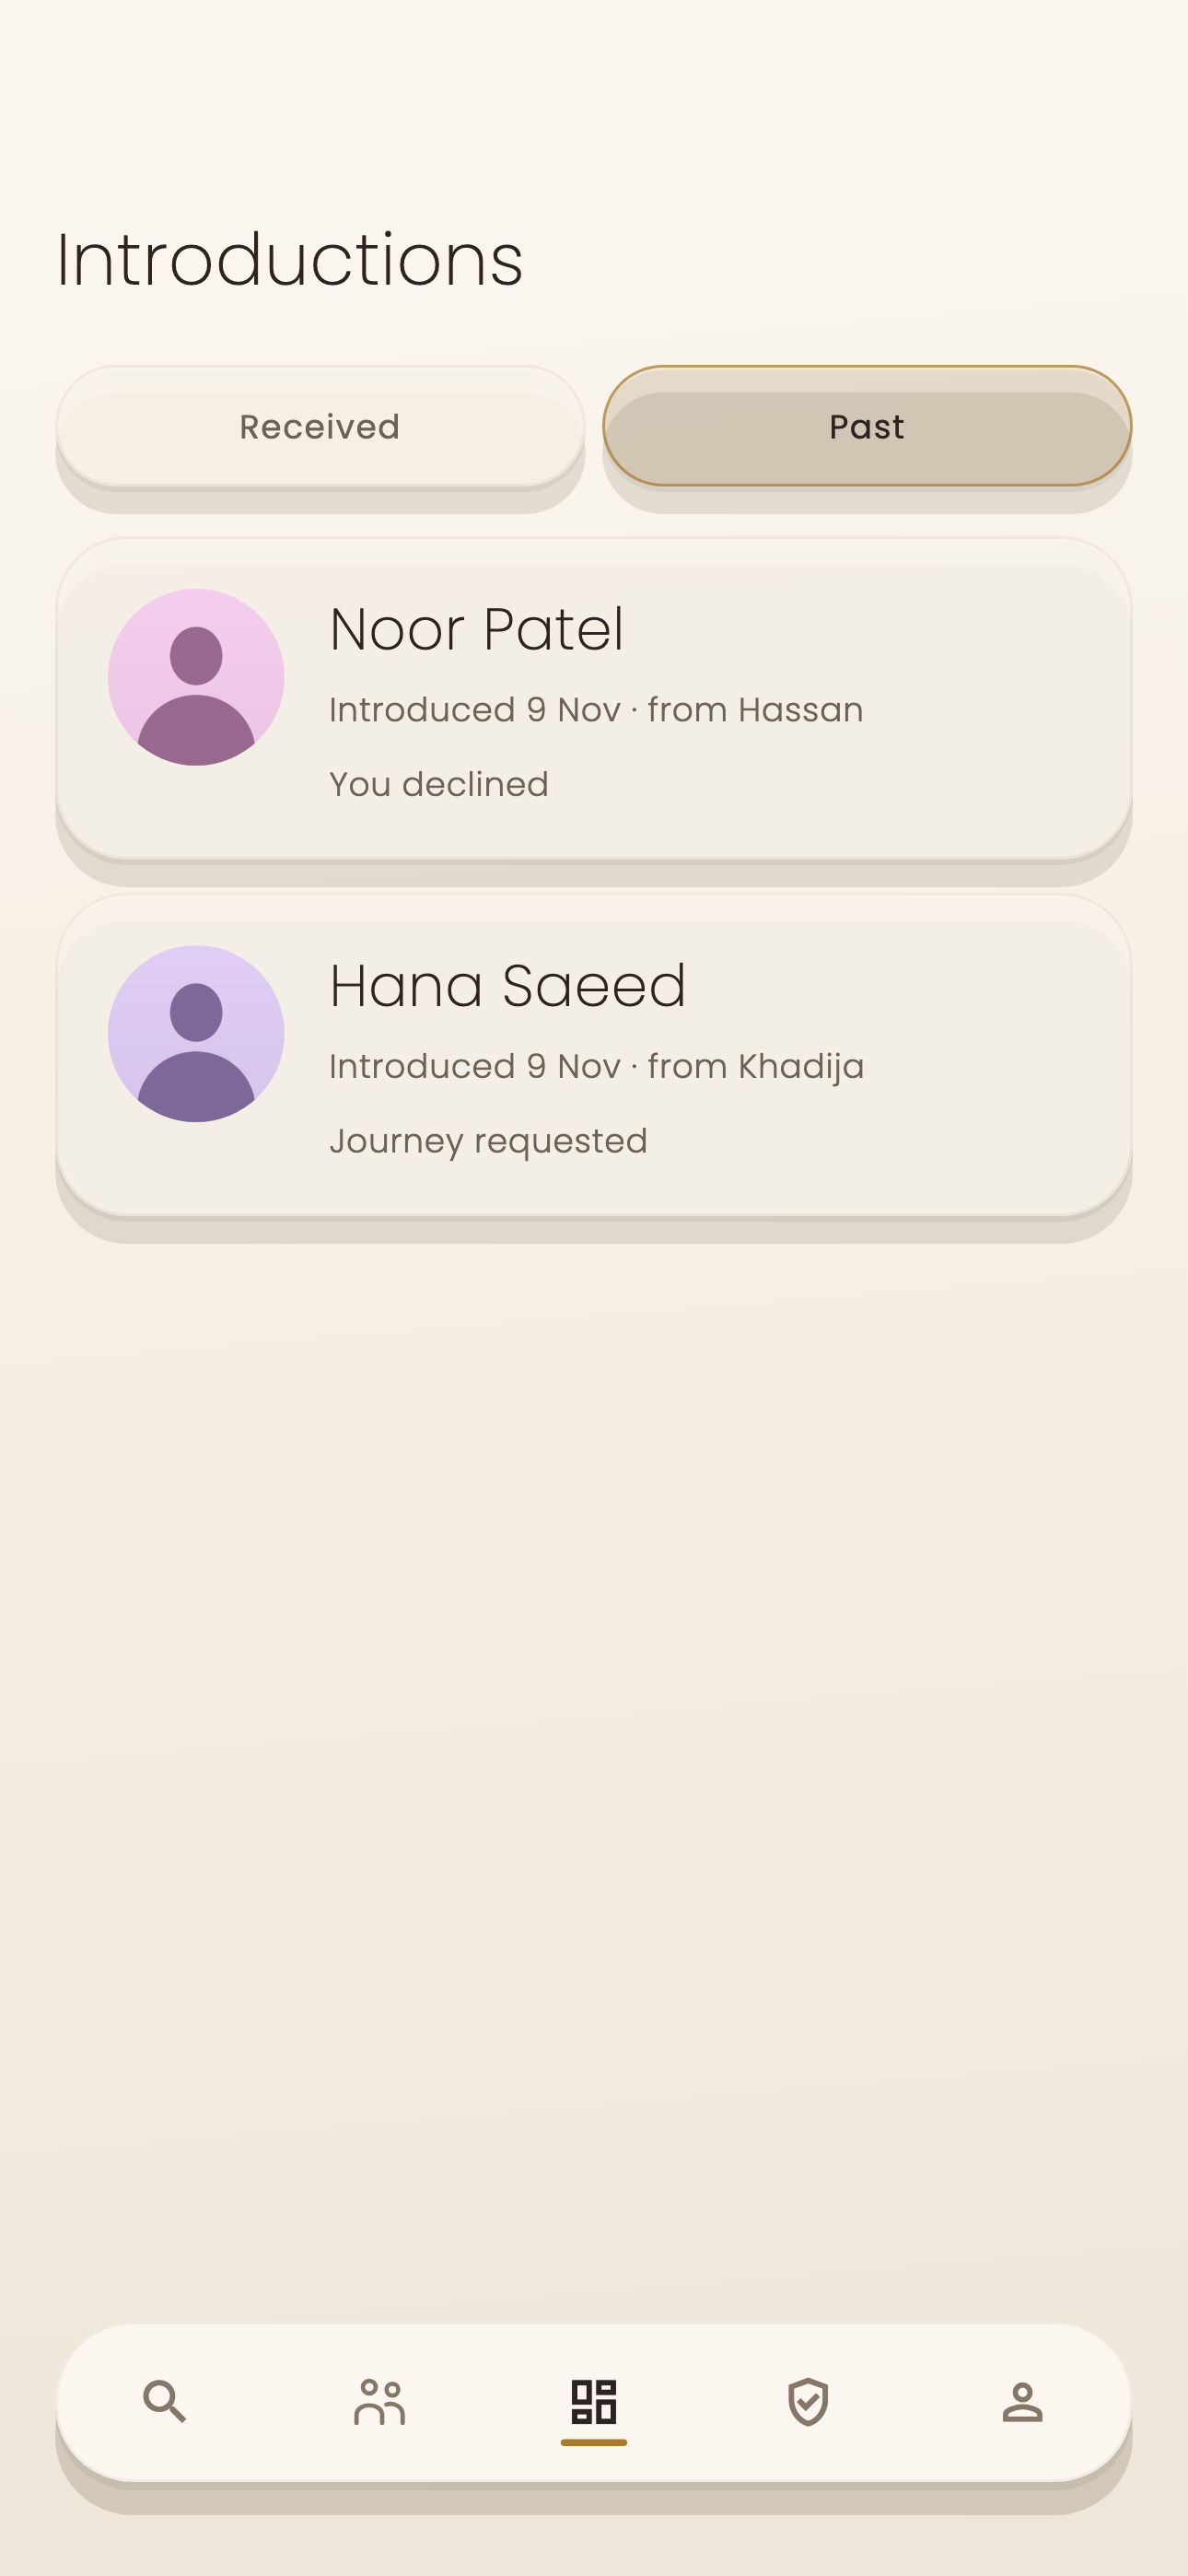 Introductions
Received
Past
Noor Patel
Introduced 9 Nov · from Hassan
You declined
Hana Saeed
Introduced 9 Nov · from Khadija
Journey requested